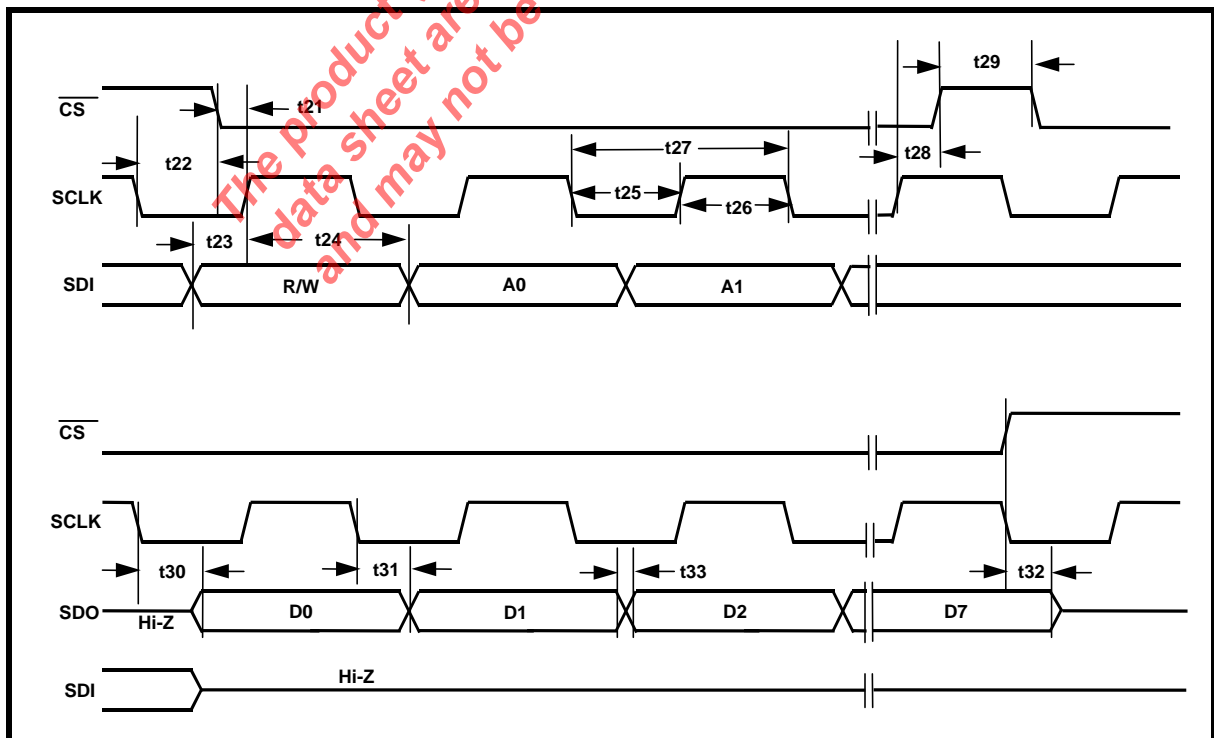 The product
data sheet are
and may not be
CS
t21
t29
t22
t27
t28
SCLK
t25
t26
t23
t24
SDI
R/W
A0
A1
CS
SCLK
t30
t31
t33
t32
SDO
Hi-Z
D0
D1
D2
D7
SDI
Hi-Z